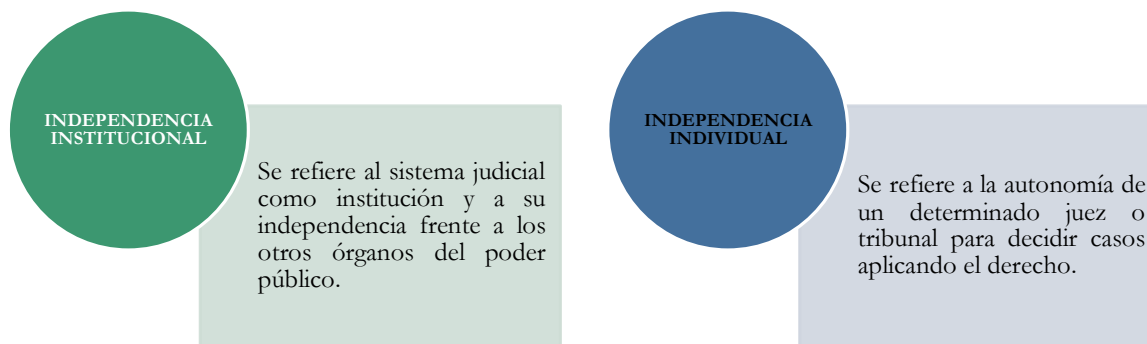 INDEPENDENCIA
INSTITUCIONAL
Se refiere al sistema judicial
como institución y a su
independencia frente a los
otros órganos del poder
público.
INDEPENDENCIA
INDIVIDUAL
Se refiere a la autonomía de
un determinado juez o
tribunal para decidir casos
aplicando el derecho.